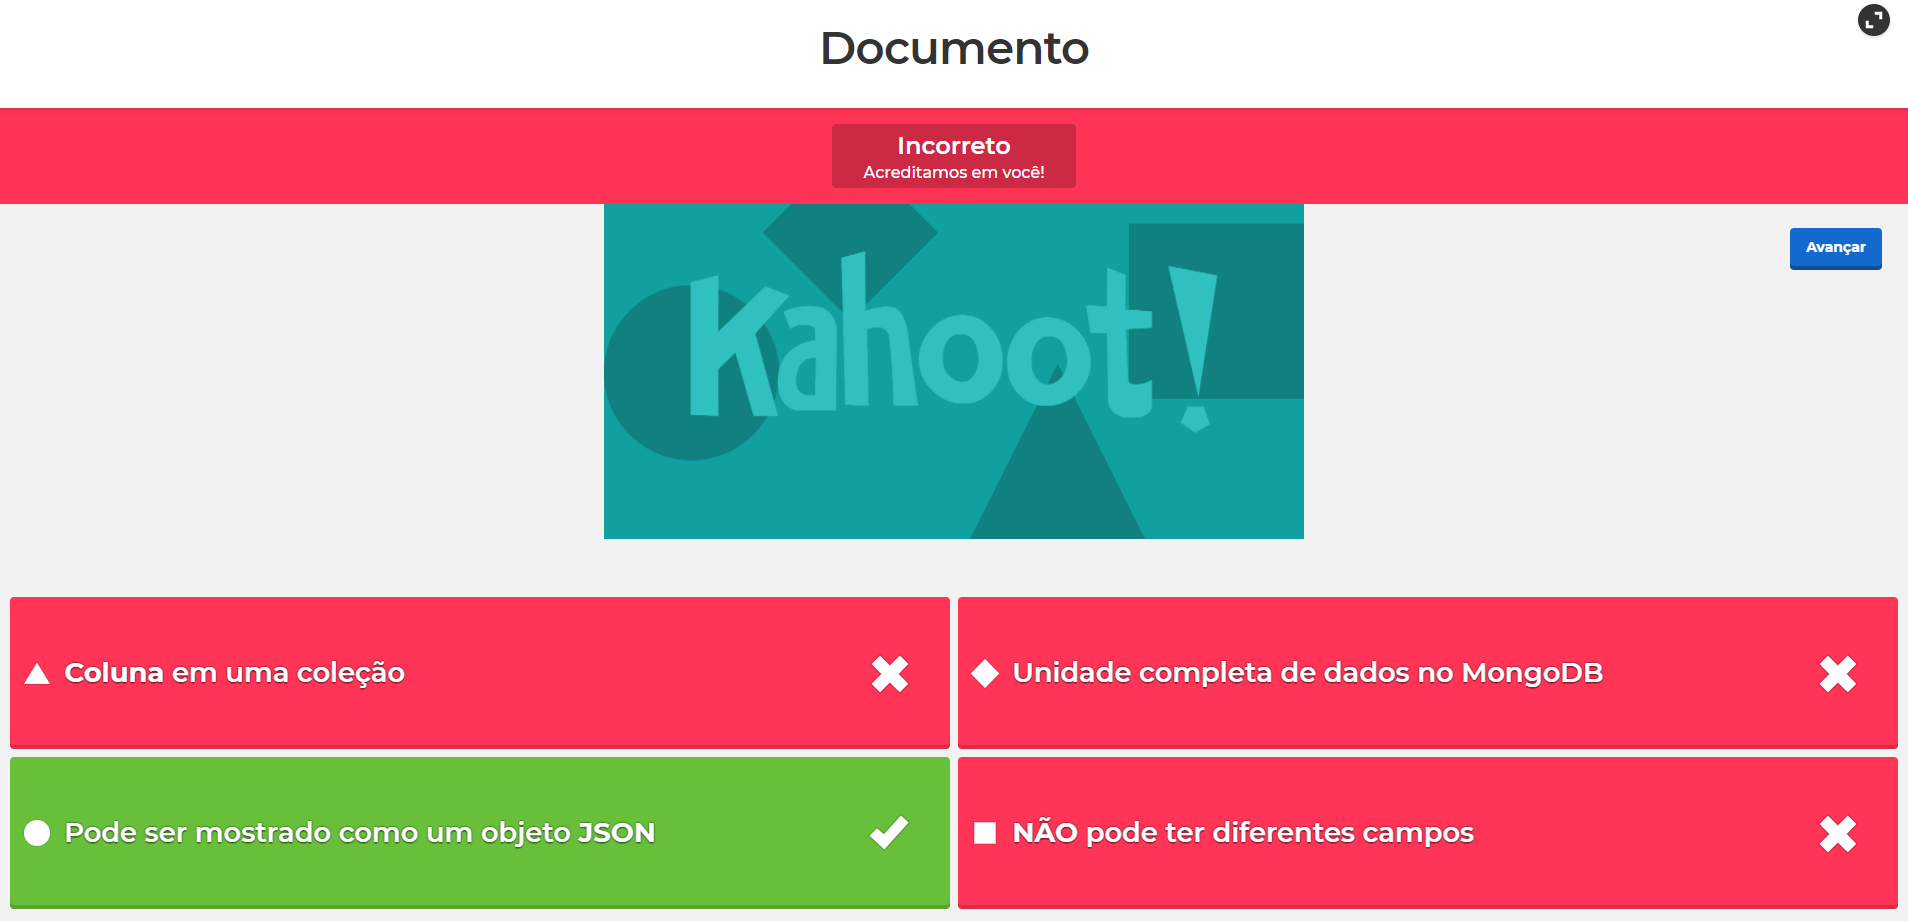 Documento
Incorreto
Acreditamos em você!
Kahoot!
Avançar
Coluna em uma coleção
Unidade completa de dados no MongoDB
Pode ser mostrado como um objeto JSON
NÃO pode ter diferentes campos